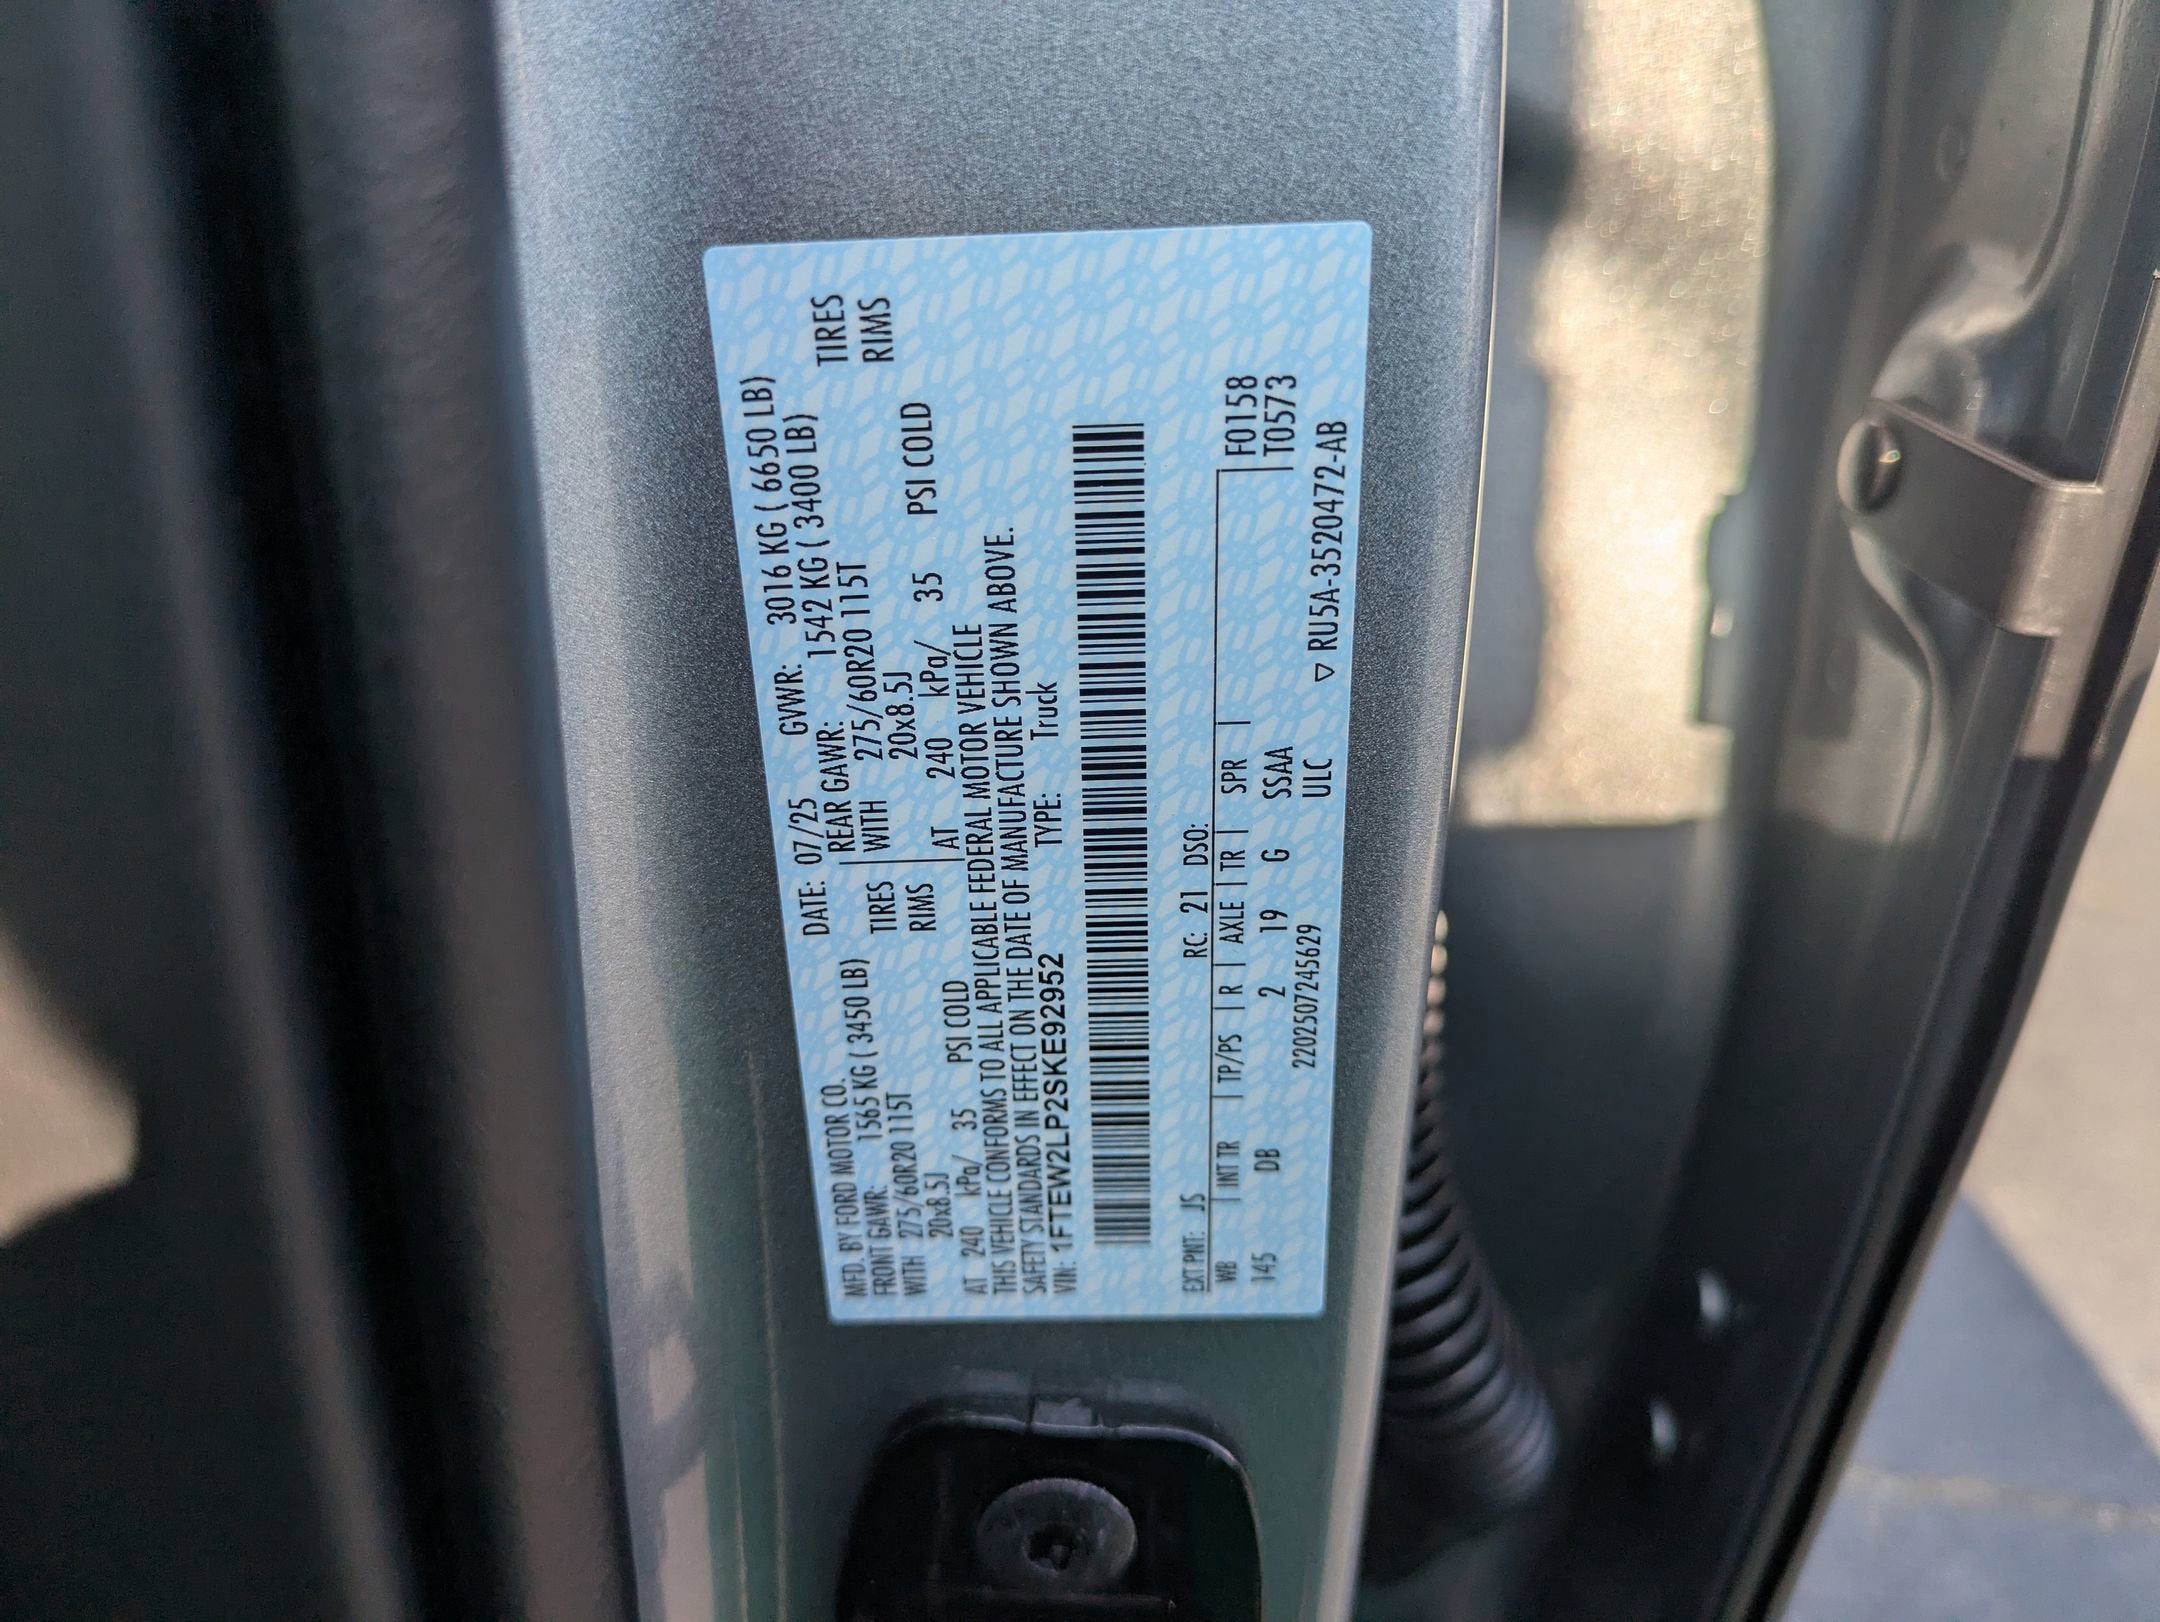 MFD. BY FORD MOTOR CO. DATE: 07/25 GVWR: 3016 KG ( 6650 LB)
FRONT GAWR: 1565 KG ( 3450 LB) REAR GAWR: 1542 KG ( 3400 LB)
WITH 275/60R20 115T TIRES WITH 275/60R20 115T TIRES
20x8.5J RIMS 20x8.5J RIMS
AT 240 kPa/ 35 PSI COLD AT 240 kPa/ 35 PSI COLD
THIS VEHICLE CONFORMS TO ALL APPLICABLE FEDERAL MOTOR VEHICLE
SAFETY STANDARDS IN EFFECT ON THE DATE OF MANUFACTURE SHOWN ABOVE.
VIN: 1FTEW2LP2SKE92952 TYPE: Truck
EXT PNT: JS RC: 21 DSO:
WB INT TR TP/PS R AXLE TR SPR F0158
145 DB 2 19 G SSAA T0573
2202507245629 ULC ▽ RU5A-3520472-AB